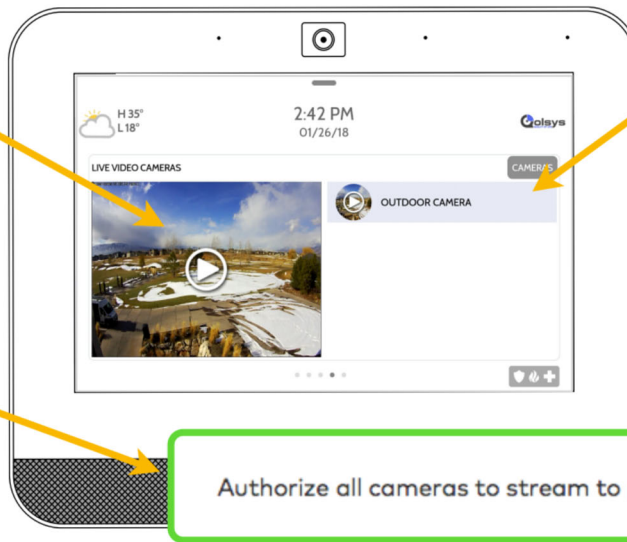 H 35°
L 18°
2:42 PM
01/26/18
Qolsys
LIVE VIDEO CAMERAS
CAMERAS
OUTDOOR CAMERA
Authorize all cameras to stream to